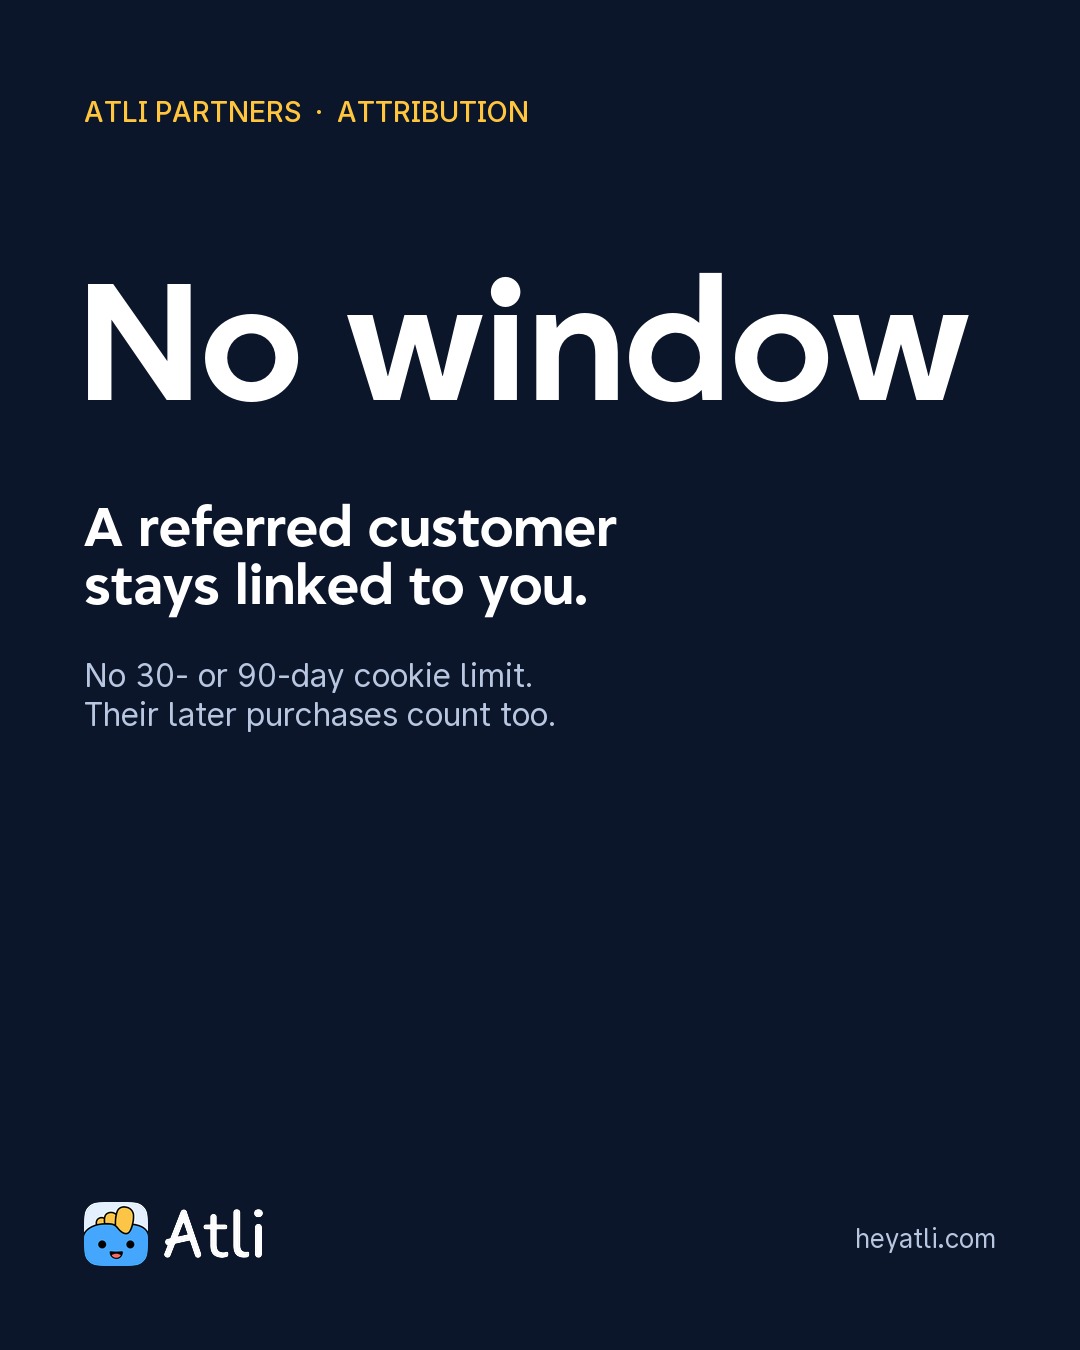 ATLI PARTNERS · ATTRIBUTION
No window
A referred customer
stays linked to you.
No 30- or 90-day cookie limit.
Their later purchases count too.
Atli
heyatli.com